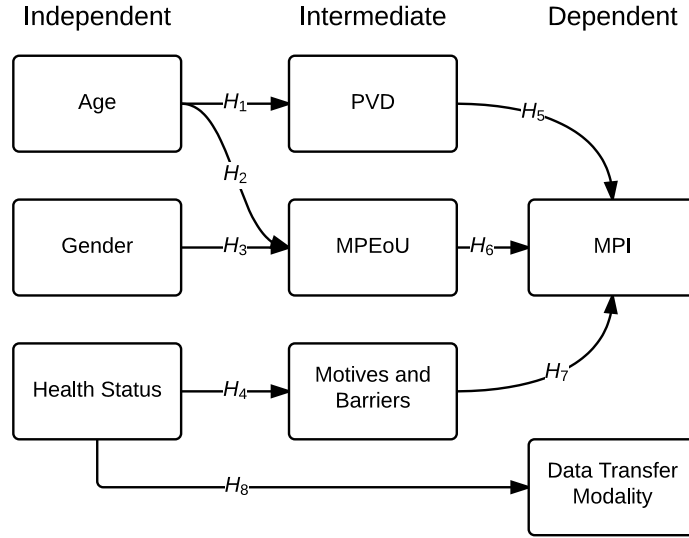 Independent
Intermediate
Dependent
Age
H1
PVD
H5
H2
Gender
H3
MPEoU
H6
MPI
Health Status
H4
Motives and
Barriers
H7
H8
Data Transfer
Modality